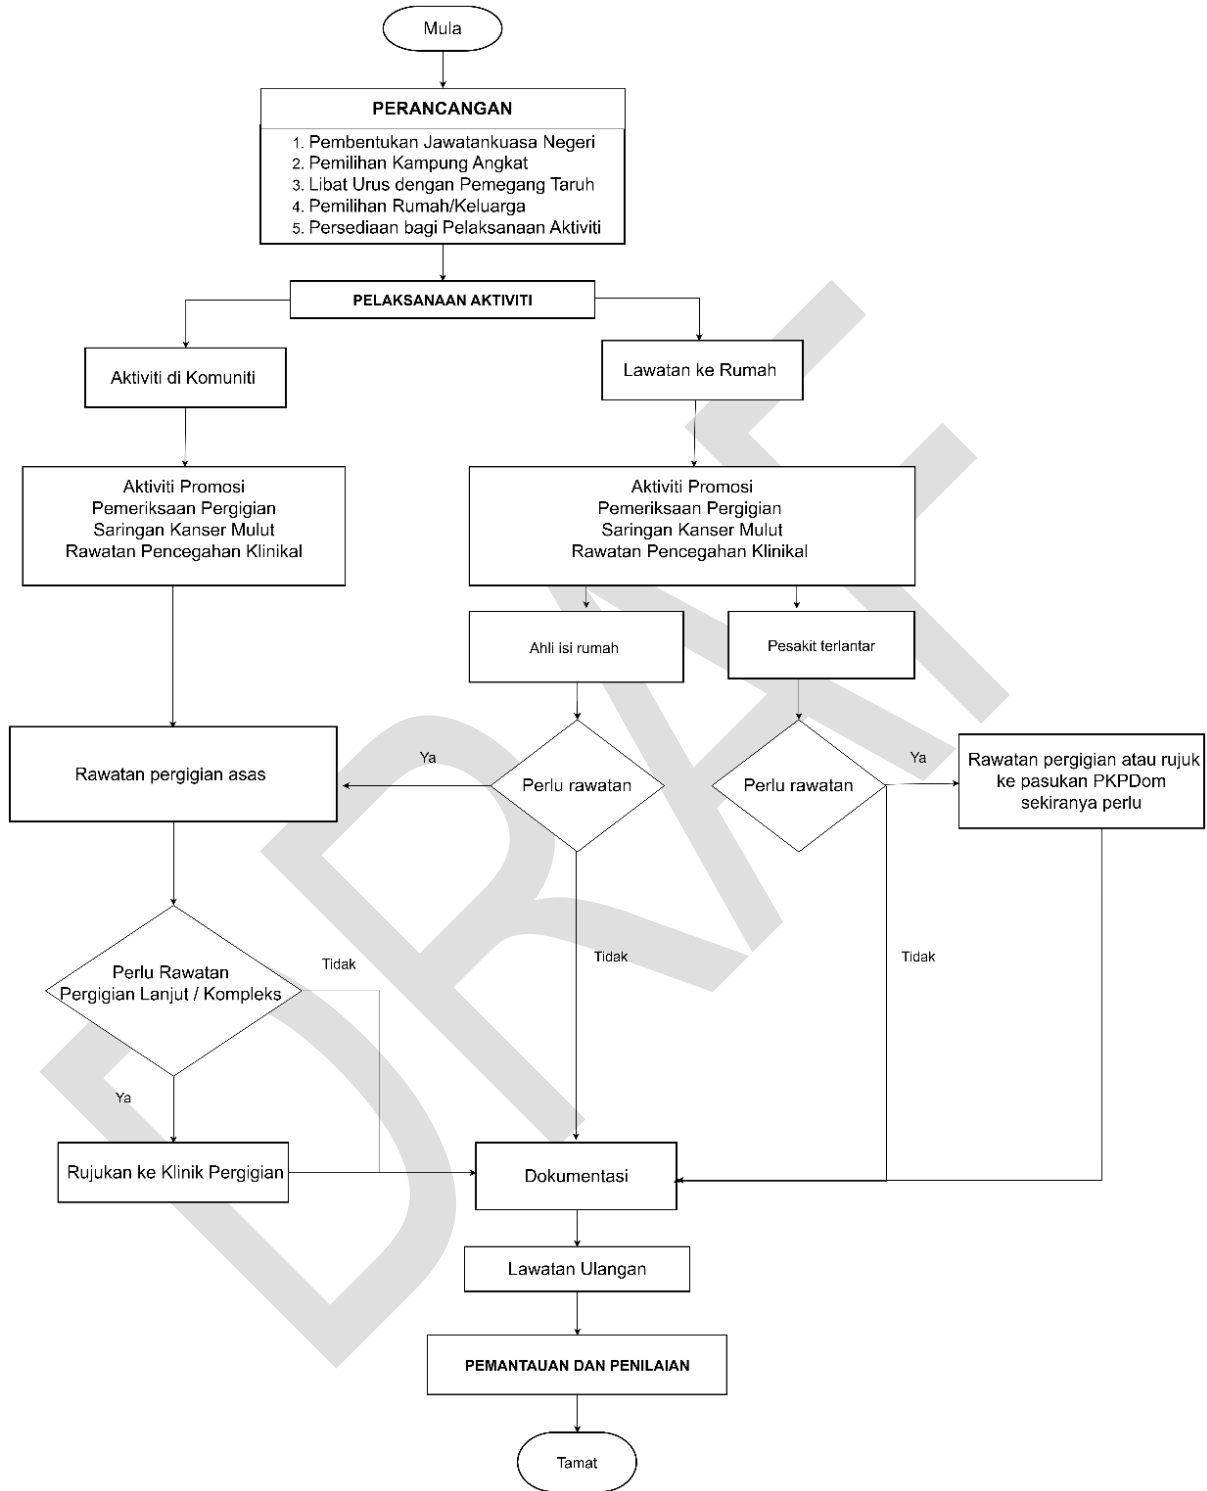 Mula
PERANCANGAN
1. Pembentukan Jawatankuasa Negeri
2. Pemilihan Kampung Angkat
3. Libat Urus dengan Pemegang Taruh
4. Pemilihan Rumah/Keluarga
5. Persediaan bagi Pelaksanaan Aktiviti
PELAKSANAAN AKTIVITI
Aktiviti di Komuniti
Lawatan ke Rumah
Aktiviti Promosi
Pemeriksaan Pergigian
Saringan Kanser Mulut
Rawatan Pencegahan Klinikal
Aktiviti Promosi
Pemeriksaan Pergigian
Saringan Kanser Mulut
Rawatan Pencegahan Klinikal
Ahli isi rumah
Pesakit terlantar
Rawatan pergigian asas
Ya
Perlu rawatan
Perlu rawatan
Ya
Rawatan pergigian atau rujuk
ke pasukan PKPDom
sekiranya perlu
Perlu Rawatan
Pergigian Lanjut / Kompleks
Tidak
Tidak
Tidak
Ya
Rujukan ke Klinik Pergigian
Dokumentasi
Lawatan Ulangan
PEMANTAUAN DAN PENILAIAN
Tamat
DRAF